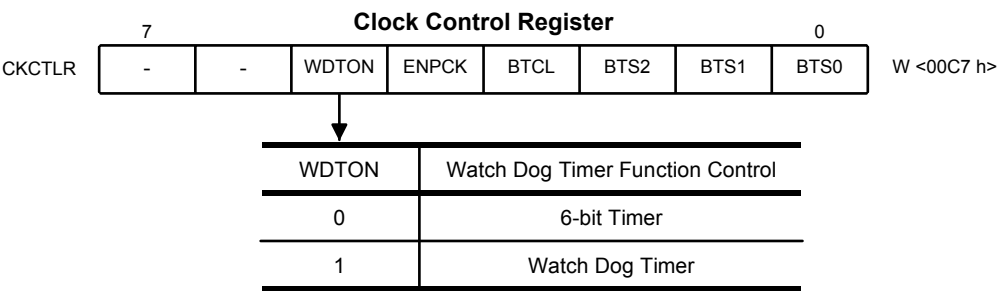 Clock Control Register
7 0
CKCTLR - - WDTON ENPCK BTCL BTS2 BTS1 BTS0 W <00C7 h>
WDTON Watch Dog Timer Function Control
0 6-bit Timer
1 Watch Dog Timer